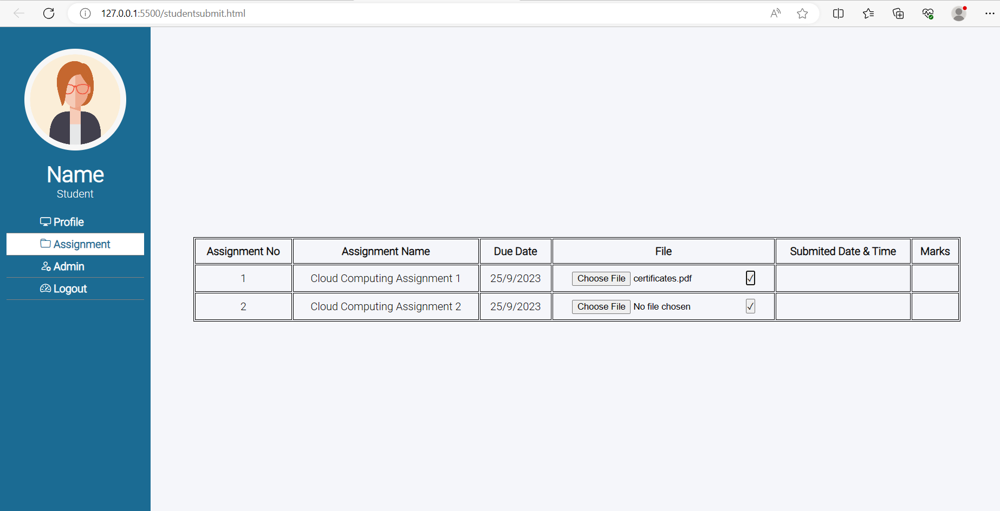 127.0.0.1:5500/studentsubmit.html
Name
Student
Profile
Assignment
Admin
Logout
Assignment No Assignment Name Due Date File Submited Date & Time Marks
1 Cloud Computing Assignment 1 25/9/2023 Choose File certificates.pdf ✓
2 Cloud Computing Assignment 2 25/9/2023 Choose File No file chosen ✓